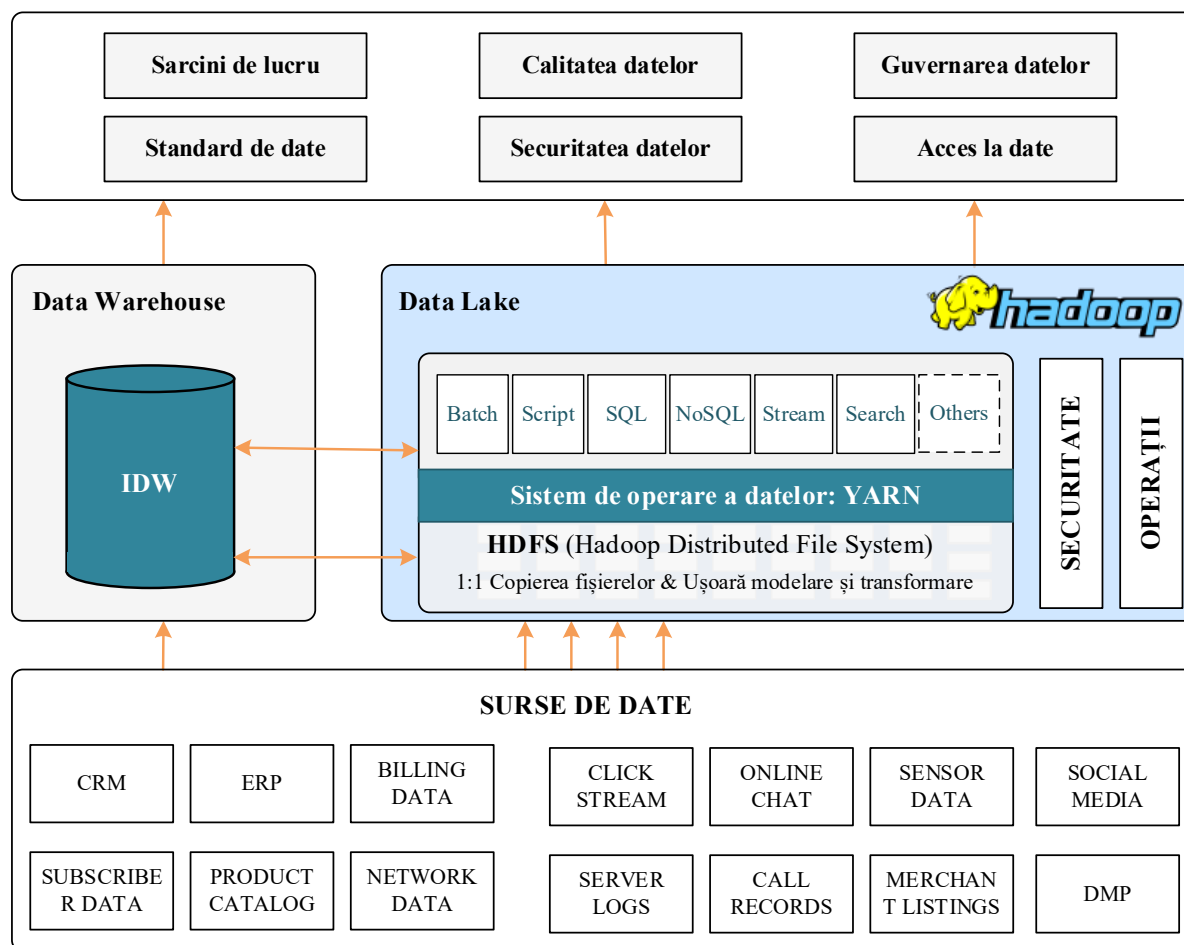 Sarcini de lucru
Calitatea datelor
Guvernarea datelor
Standard de date
Securitatea datelor
Acces la date
Data Warehouse
IDW
Data Lake
hadoop
Batch
Script
SQL
NoSQL
Stream
Search
Others
Sistem de operare a datelor: YARN
HDFS (Hadoop Distributed File System)
1:1 Copierea fișierelor & Ușoară modelare și transformare
SECURITATE
OPERAȚII
SURSE DE DATE
CRM
ERP
BILLING
DATA
CLICK
STREAM
ONLINE
CHAT
SENSOR
DATA
SOCIAL
MEDIA
SUBSCRIBE
R DATA
PRODUCT
CATALOG
NETWORK
DATA
SERVER
LOGS
CALL
RECORDS
MERCHAN
T LISTINGS
DMP